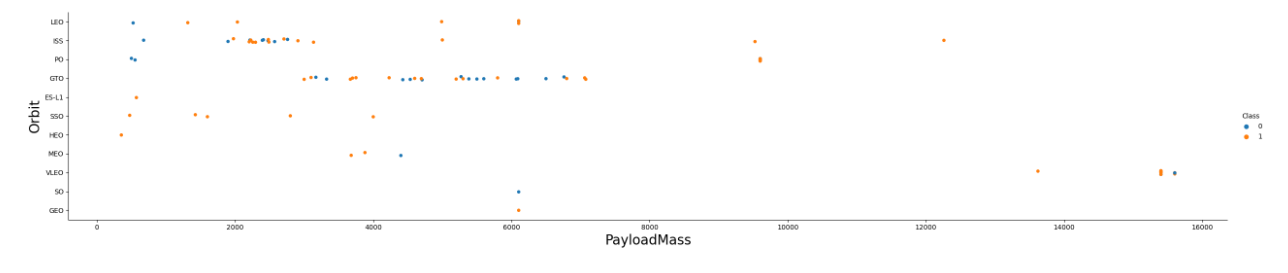 LEO
ISS
PO
GTO
ES-L1
SSO
HEO
MEO
VLEO
SO
GEO
Orbit
0 2000 4000 6000 8000 10000 12000 14000 16000
PayloadMass
Class
0
1